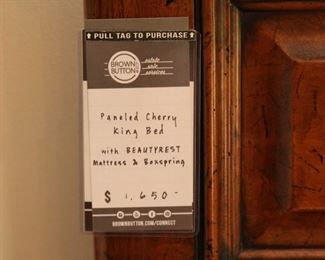 PULL TAG TO PURCHASE
BROWN
BUTTON
estate
sale
services
Paneled Cherry
King Bed
with BEAUTYREST
Mattress & Boxspring
$ 1,650-
BROWNBUTTON.COM/CONNECT